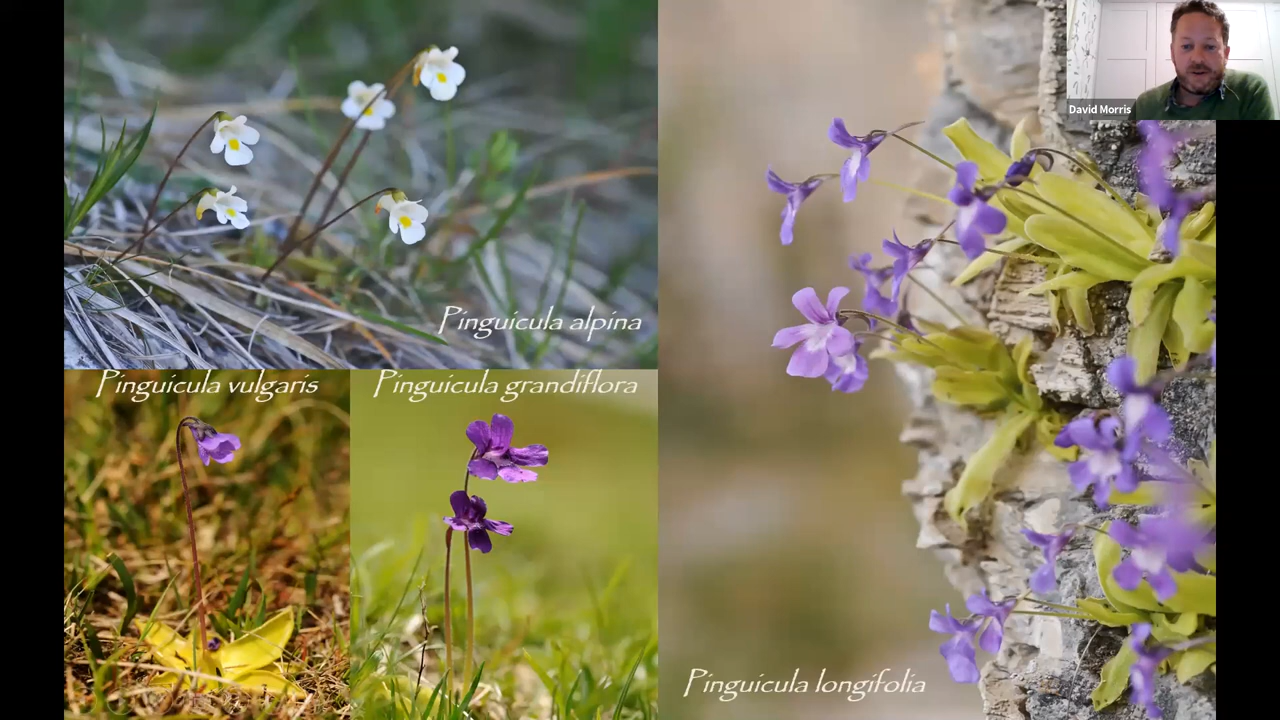 David Morris
Pinguicula alpina
Pinguicula vulgaris
Pinguicula grandiflora
Pinguicula longifolia